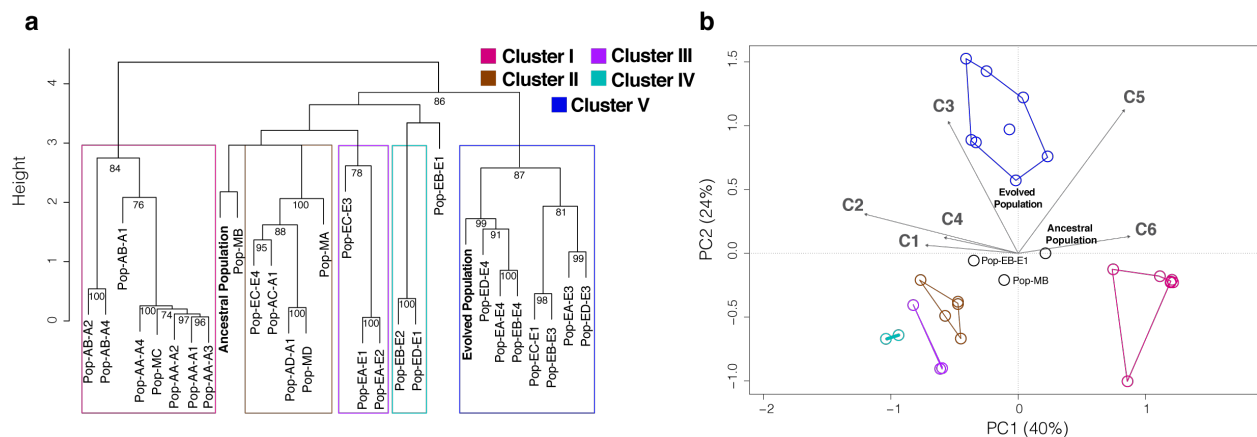 a
b
Cluster I
Cluster III
Cluster II
Cluster IV
Cluster V
Height
4
3
2
1
0
84
76
100
100
74
97
96
95
88
100
100
78
100
100
86
87
99
91
100
81
98
99
Pop-AB-A2
Pop-AB-A4
Pop-AB-A1
Pop-AA-A4
Pop-MC
Pop-AA-A2
Pop-AA-A1
Pop-AA-A3
Ancestral Population
Pop-MB
Pop-EC-E4
Pop-AC-A1
Pop-AD-A1
Pop-MD
Pop-MA
Pop-EC-E3
Pop-EA-E1
Pop-EA-E2
Pop-EB-E2
Pop-ED-E1
Pop-EB-E1
Evolved Population
Pop-ED-E4
Pop-EA-E4
Pop-EB-E4
Pop-EC-E1
Pop-EB-E3
Pop-EA-E3
Pop-ED-E3
PC2 (24%)
1.5
1.0
0.5
0.0
−0.5
−1.0
C3
C5
C2
C4
C1
C6
Evolved
Population
Ancestral
Population
Pop-EB-E1
Pop-MB
−2
−1
0
1
PC1 (40%)